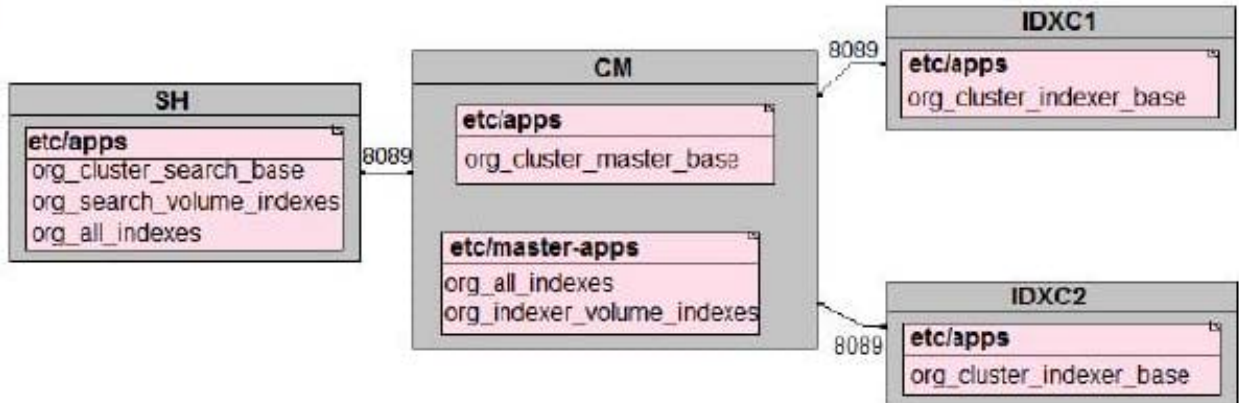 SH
etc/apps
org_cluster_search_base
org_search_volume_indexes
org_all_indexes
8089
CM
etc/apps
org_cluster_master_base
etc/master-apps
org_all_indexes
org_indexer_volume_indexes
8089
IDXC1
etc/apps
org_cluster_indexer_base
8089
IDXC2
etc/apps
org_cluster_indexer_base